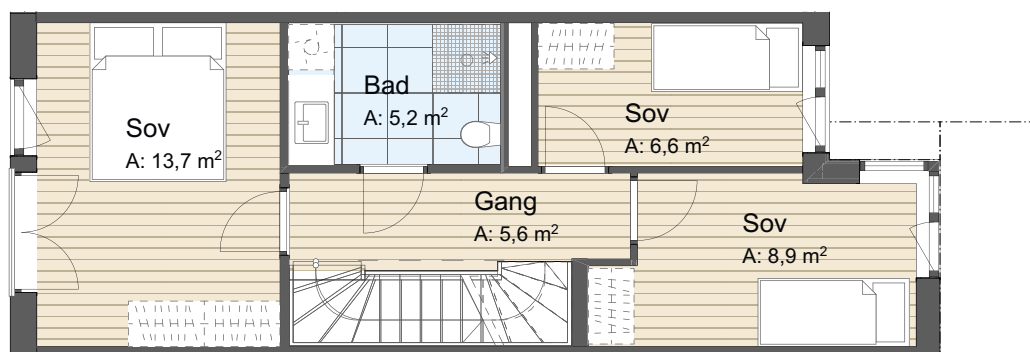 Sov
A: 13,7 m²
Bad
A: 5,2 m²
Sov
A: 6,6 m²
Gang
A: 5,6 m²
Sov
A: 8,9 m²